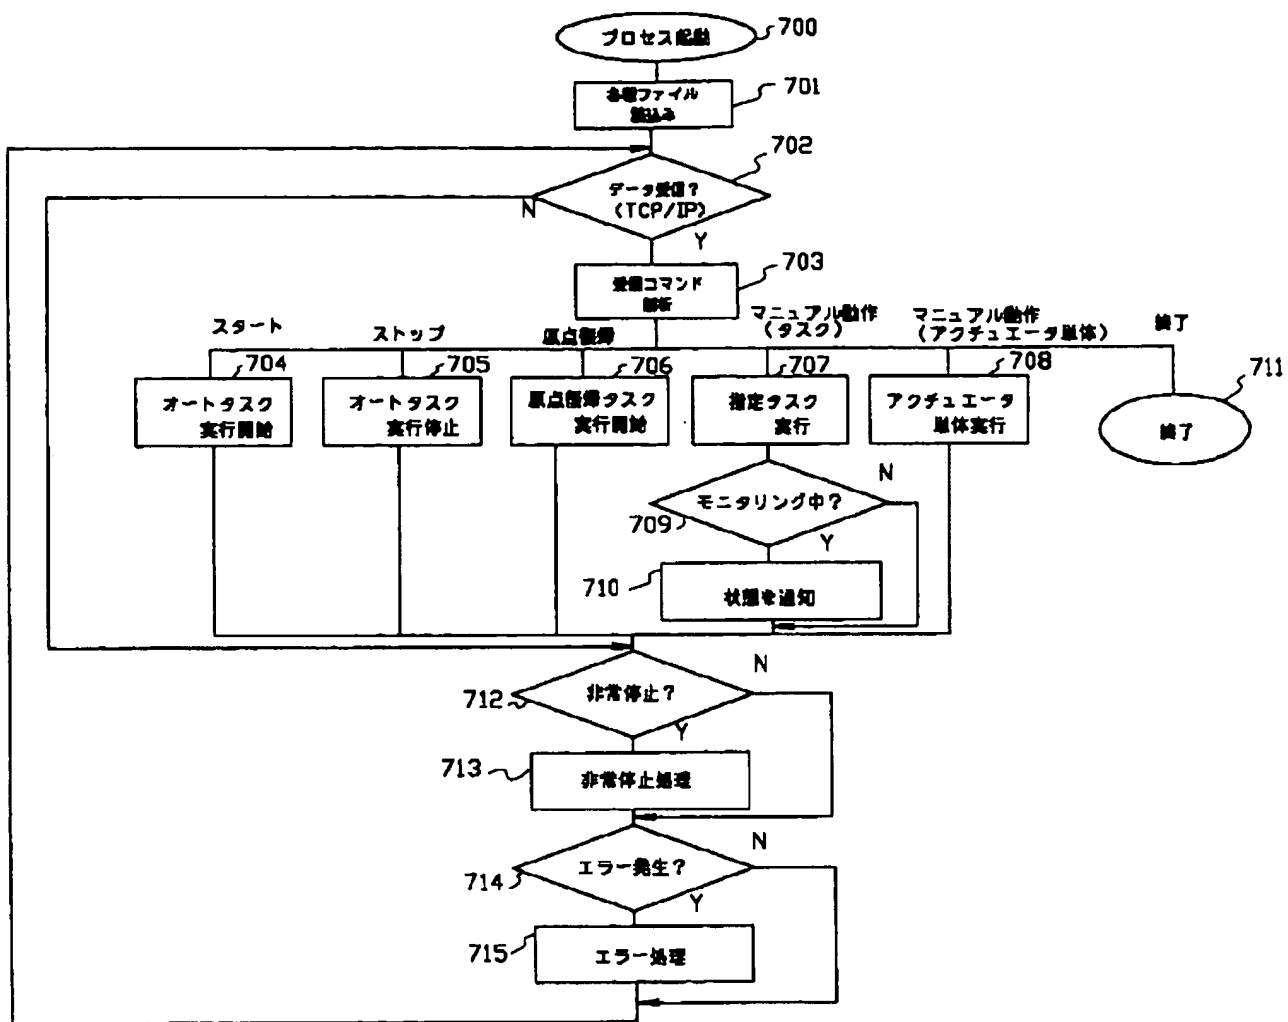 プロセス起動
700
各種ファイル
読込み
701
702
データ受信?
(TCP/IP)
N
Y
703
受信コマンド
解析
スタート
ストップ
原点復帰
マニュアル動作
(タスク)
マニュアル動作
(アクチュエータ単体)
終了
704
705
706
707
708
711
オートタスク
実行開始
オートタスク
実行停止
原点復帰タスク
実行開始
指定タスク
実行
アクチュエータ
単体実行
終了
モニタリング中?
N
709
Y
710
状態を通知
非常停止?
N
712
Y
713
非常停止処理
エラー発生?
N
714
Y
715
エラー処理